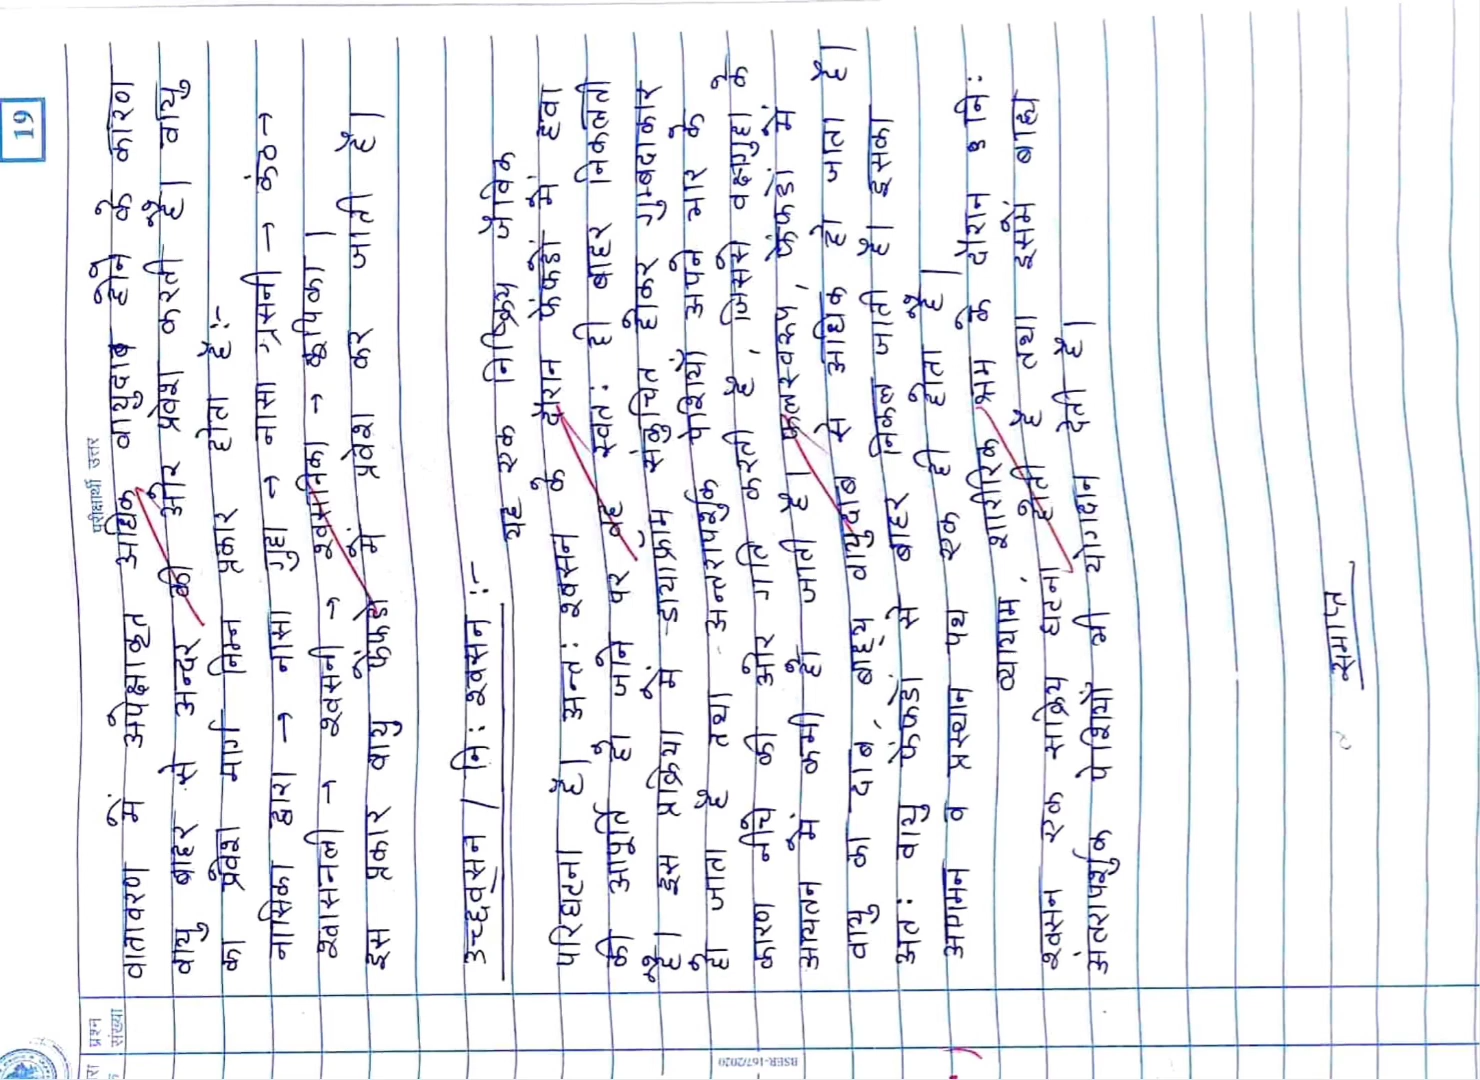 19
परीक्षार्थी उत्तर
प्रश्न
संख्या
वातावरण में अपेक्षाकृत अधिक वायुदाब होने के कारण
वायु बाहर से अन्दर की ओर प्रवेश करती है। वायु
का प्रवेश मार्ग निम्न प्रकार होता है:-
नासिका द्वारा → नासा गुहा → नासा ग्रसनी → कंठ →
श्वासनली → श्वसनी → श्वसनिका → कूपिका।
इस प्रकार वायु फेंफड़ों में प्रवेश कर जाती है।
उच्छ्वसन / नि: श्वसन :-
यह एक निष्क्रिय जैविक
परिघटना है। अन्त: श्वसन के दौरान फेंफड़ों में हवा
की आपूर्ति हो जाने पर वह स्वत: ही बाहर निकलती
है। इस प्रक्रिया में डायाफ्राम संकुचित होकर गुम्बदाकार
हो जाता है तथा अन्तरापर्शुक पेशियाँ अपने भार के
कारण नीचे की ओर गति करती हैं, जिससे वक्षगुहा के
आयतन में कमी हो जाती है। फलस्वरूप, फेंफड़ों में
वायु का दाब, बाह्य वायुदाब से अधिक हो जाता है।
अत: वायु फेंफड़ों से बाहर निकल जाती है। इसका
आगमन व प्रस्थान पथ एक ही होता है।
व्यायाम, शारीरिक श्रम के दौरान नि:
श्वसन एक सक्रिय घटना होती है तथा इसमें बाह्य
अंतरापर्शुक पेशियाँ भी योगदान देती हैं।
समाप्त
BSER-167/2020